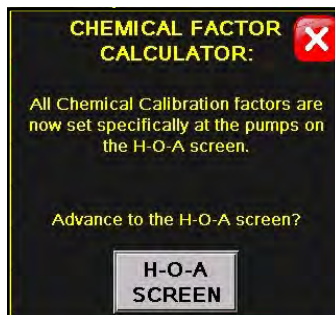 CHEMICAL FACTOR
CALCULATOR:
All Chemical Calibration factors are
now set specifically at the pumps on
the H-O-A screen.
Advance to the H-O-A screen?
H-O-A
SCREEN